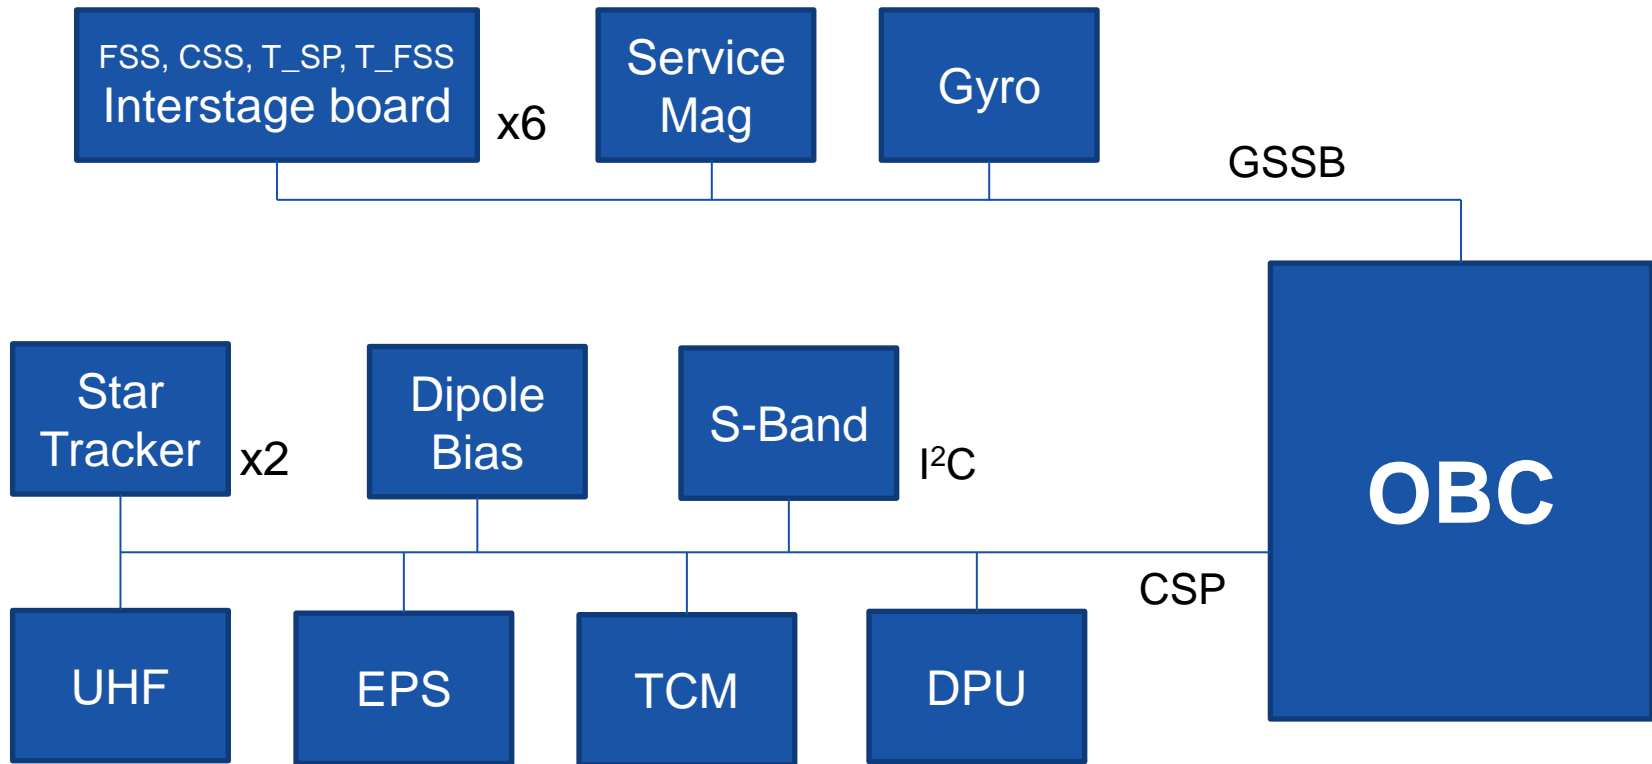 FSS, CSS, T_SP, T_FSS
Interstage board
x6
Service
Mag
Gyro
GSSB
Star
Tracker
x2
Dipole
Bias
S-Band
I²C
OBC
CSP
UHF
EPS
TCM
DPU